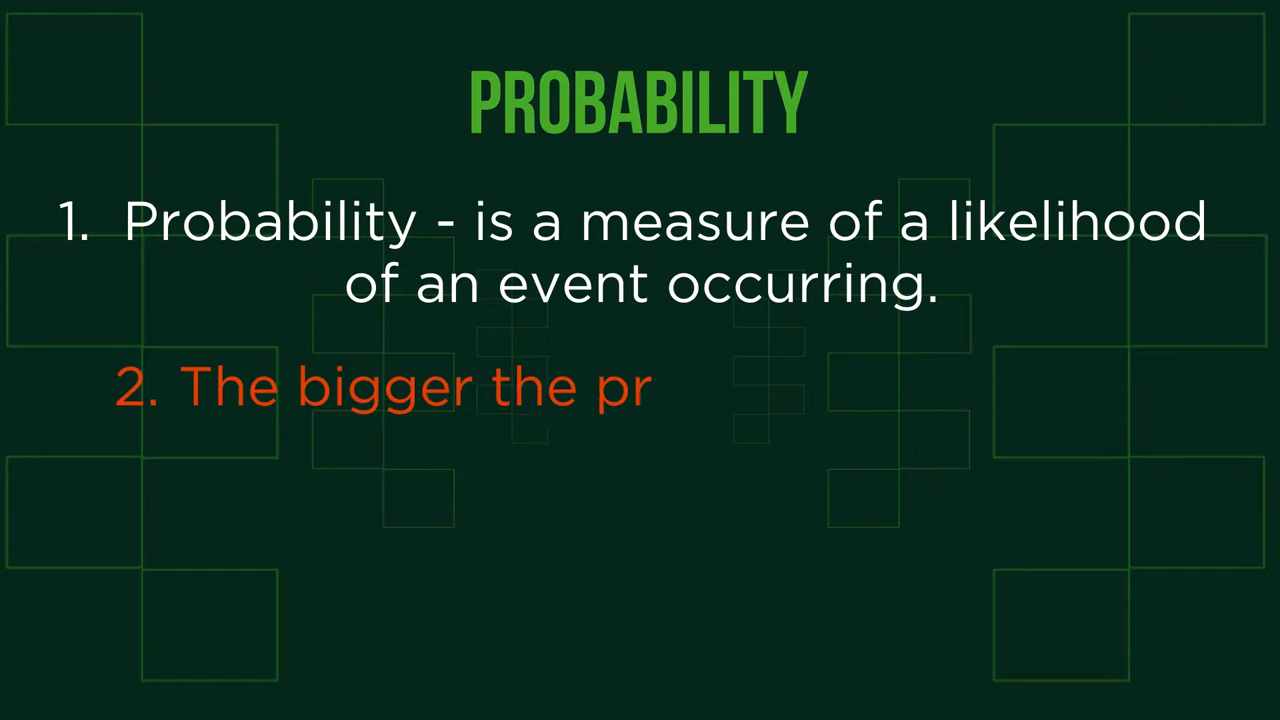 PROBABILITY
1. Probability - is a measure of a likelihood
of an event occurring.
2. The bigger the pr